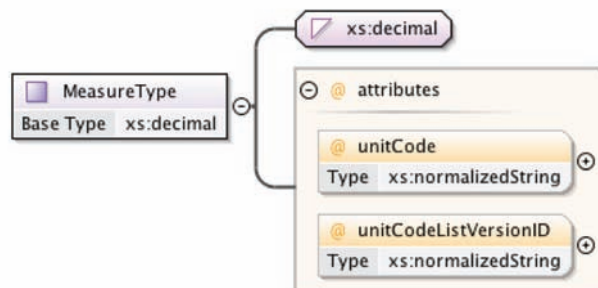 xs:decimal
MeasureType
Base Type xs:decimal
@ attributes
@ unitCode
Type xs:normalizedString
@ unitCodeListVersionID
Type xs:normalizedString